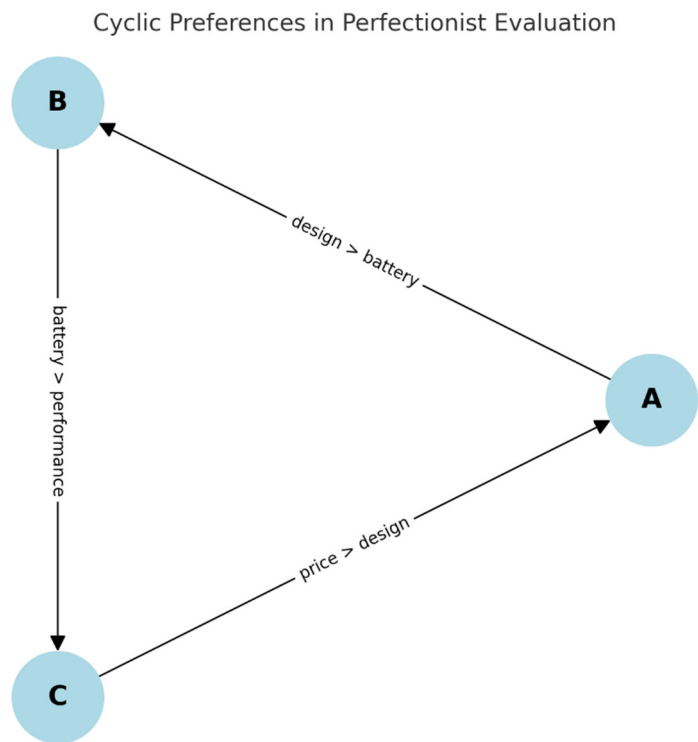 Cyclic Preferences in Perfectionist Evaluation
B
design > battery
battery > performance
A
price > design
C